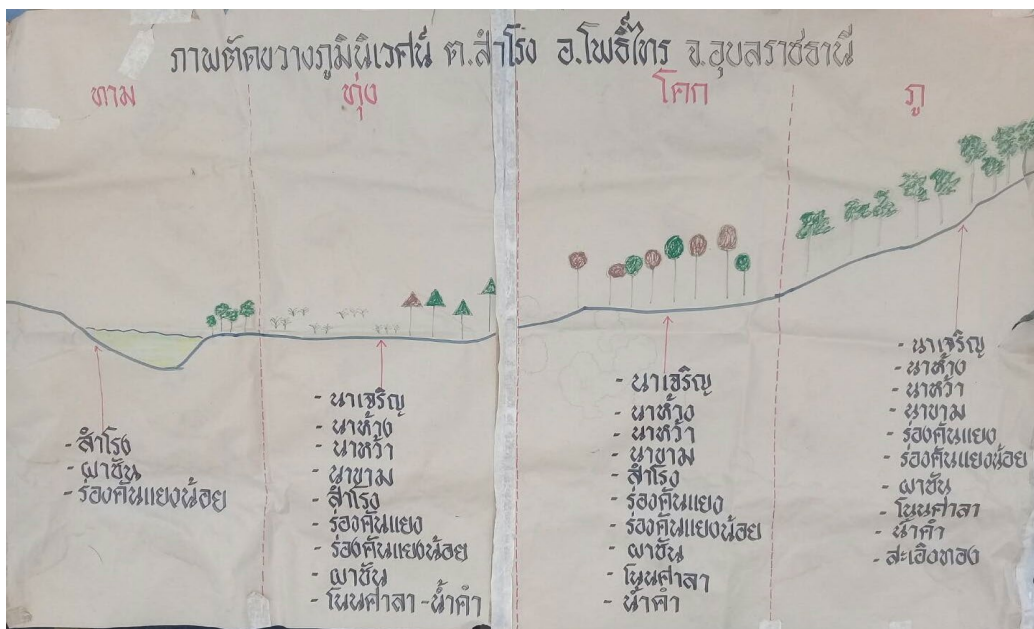 ภาพตัดขวางภูมินิเวศน์ ต.สำโรง อ.โพธิ์ไทร จ.อุบลราชธานี
ทาม
- สำโรง
- ผาชัน
- ร่องคันแยงน้อย
ทุ่ง
- นาเจริญ
- นาห้าง
- นาหว้า
- นาขาม
- สำโรง
- ร่องคันแยง
- ร่องคันแยงน้อย
- ผาชัน
- โนนศาลา - น้ำคำ
โคก
- นาเจริญ
- นาห้าง
- นาหว้า
- นาขาม
- สำโรง
- ร่องคันแยง
- ร่องคันแยงน้อย
- ผาชัน
- โนนศาลา
- น้ำคำ
ภู
- นาเจริญ
- นาห้าง
- นาหว้า
- นาขาม
- ร่องคันแยง
- ร่องคันแยงน้อย
- ผาชัน
- โนนศาลา
- น้ำคำ
- สะเอิงทอง